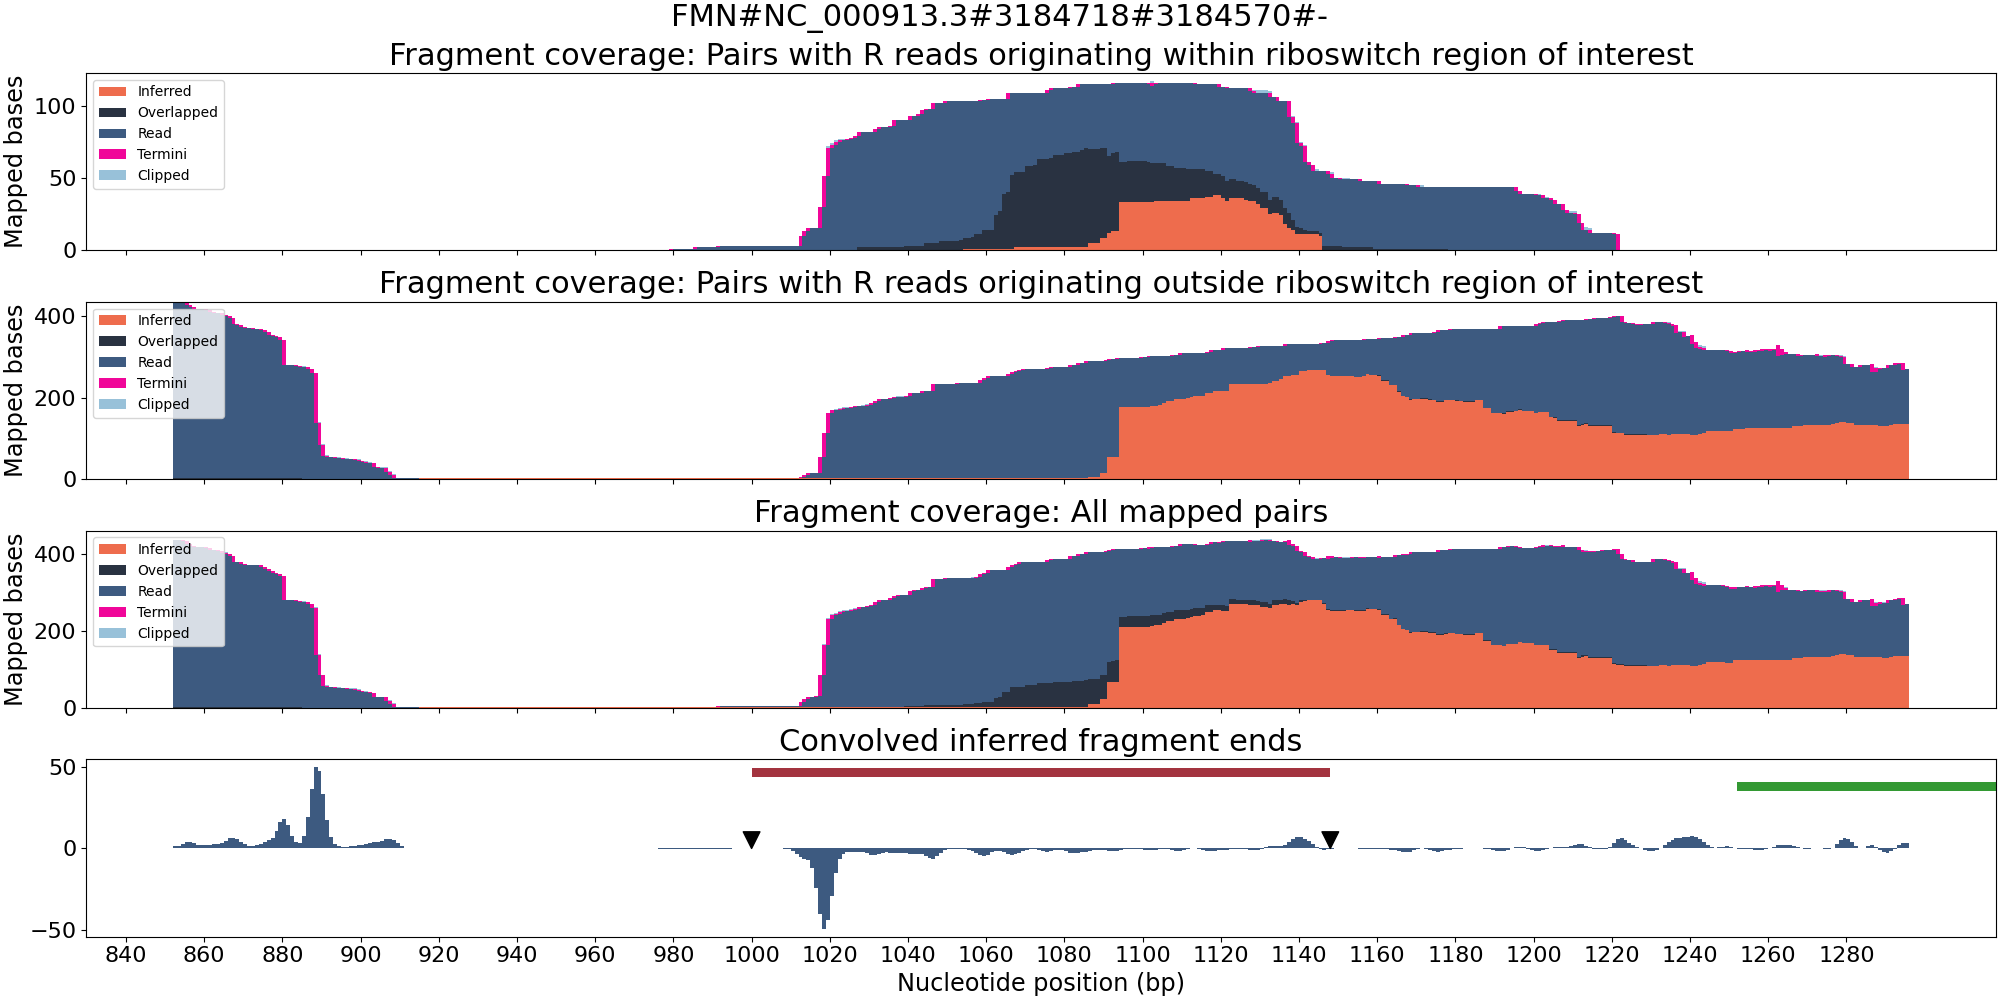 FMN#NC_000913.3#3184718#3184570#-
Fragment coverage: Pairs with R reads originating within riboswitch region of interest
Mapped bases
100
50
0
Inferred
Overlapped
Read
Termini
Clipped
Fragment coverage: Pairs with R reads originating outside riboswitch region of interest
Mapped bases
400
200
0
Inferred
Overlapped
Read
Termini
Clipped
Fragment coverage: All mapped pairs
Mapped bases
400
200
0
Inferred
Overlapped
Read
Termini
Clipped
Convolved inferred fragment ends
50
0
−50
840 860 880 900 920 940 960 980 1000 1020 1040 1060 1080 1100 1120 1140 1160 1180 1200 1220 1240 1260 1280
Nucleotide position (bp)